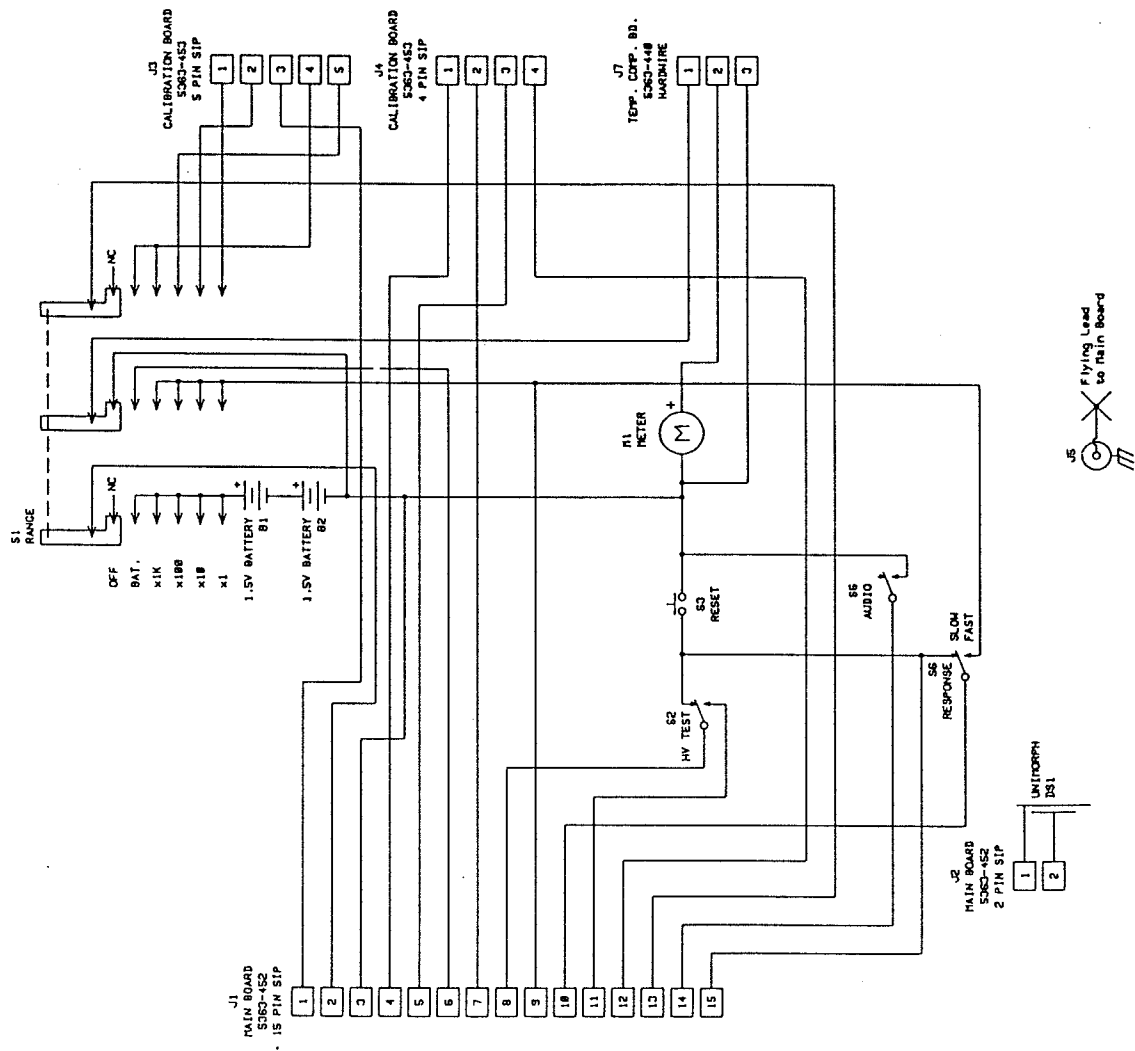 S1
RANGE
OFF
BAT.
x1K
x100
x10
x1
NC
NC
1.5V BATTERY
B1
+
1.5V BATTERY
B2
+
J3
CALIBRATION BOARD
5363-453
5 PIN SIP
1
2
3
4
5
J4
CALIBRATION BOARD
5363-453
4 PIN SIP
1
2
3
4
J7
TEMP. COMP. BD.
5363-440
HARDWIRE
1
2
3
M1
METER
M
+
S3
RESET
S2
HV TEST
S6
AUDIO
S6
RESPONSE
SLOW
FAST
J1
MAIN BOARD
5363-452
15 PIN SIP
1
2
3
4
5
6
7
8
9
10
11
12
13
14
15
J2
MAIN BOARD
5363-452
2 PIN SIP
1
2
UNIMORPH
DS1
J5
Flying Lead
to Main Board